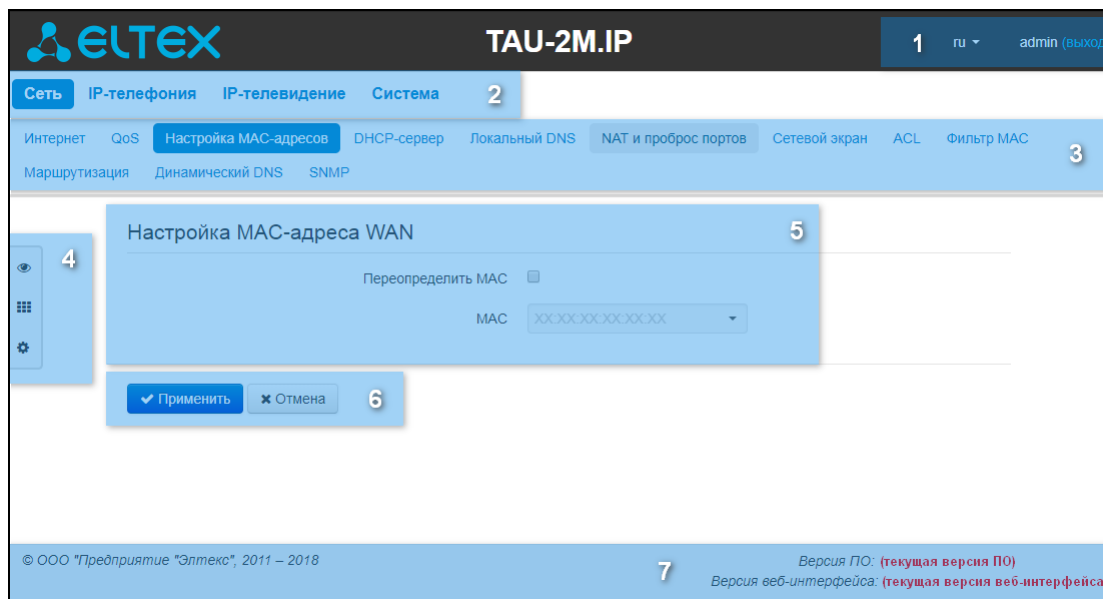 ELTEX TAU-2M.IP 1 ru admin (выход
Сеть IP-телефония IP-телевидение Система 2
Интернет QoS Настройка MAC-адресов DHCP-сервер Локальный DNS NAT и проброс портов Сетевой экран ACL Фильтр MAC 3
Маршрутизация Динамический DNS SNMP
Настройка MAC-адреса WAN 5
4
Переопределить MAC
MAC XX:XX:XX:XX:XX:XX
Применить Отмена 6
© ООО "Предприятие "Элтекс", 2011 – 2018 7 Версия ПО: (текущая версия ПО)
Версия веб-интерфейса: (текущая версия веб-интерфейса